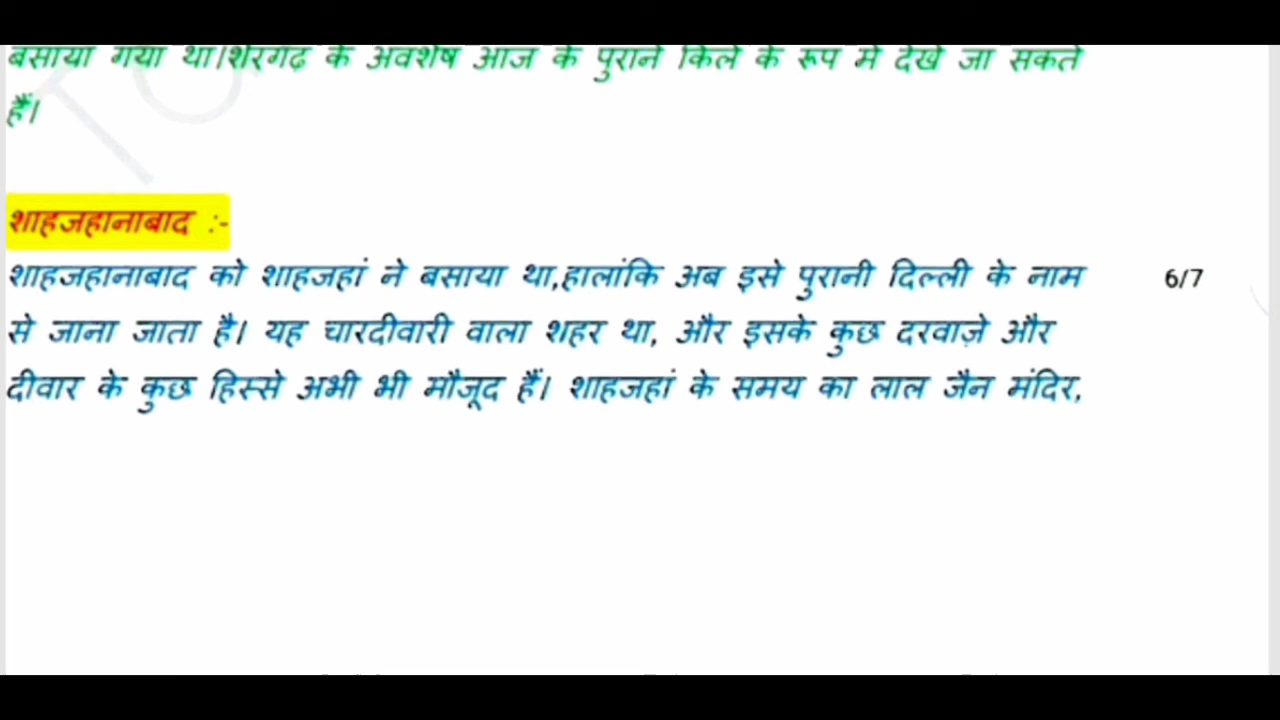 बसाया गया था।शेरगढ़ के अवशेष आज के पुराने किले के रूप में देखे जा सकते
हैं।
शाहजहानाबाद :-
शाहजहानाबाद को शाहजहां ने बसाया था,हालांकि अब इसे पुरानी दिल्ली के नाम
6/7
से जाना जाता है। यह चारदीवारी वाला शहर था, और इसके कुछ दरवाज़े और
दीवार के कुछ हिस्से अभी भी मौजूद हैं। शाहजहां के समय का लाल जैन मंदिर,